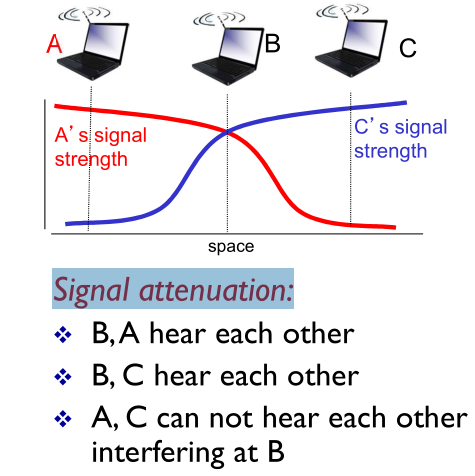 A
B
C
A's signal
strength
C's signal
strength
space
Signal attenuation:
B, A hear each other
B, C hear each other
A, C can not hear each other
interfering at B